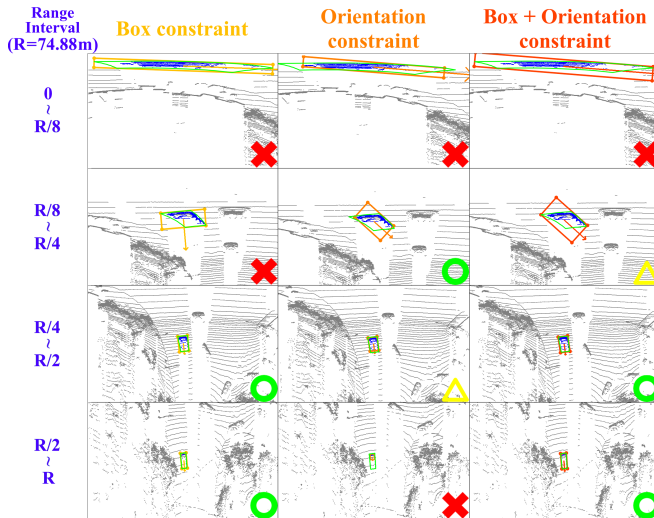 Range
Interval
(R=74.88m)
Box constraint
Orientation
constraint
Box + Orientation
constraint
0
~
R/8
R/8
~
R/4
R/4
~
R/2
R/2
~
R